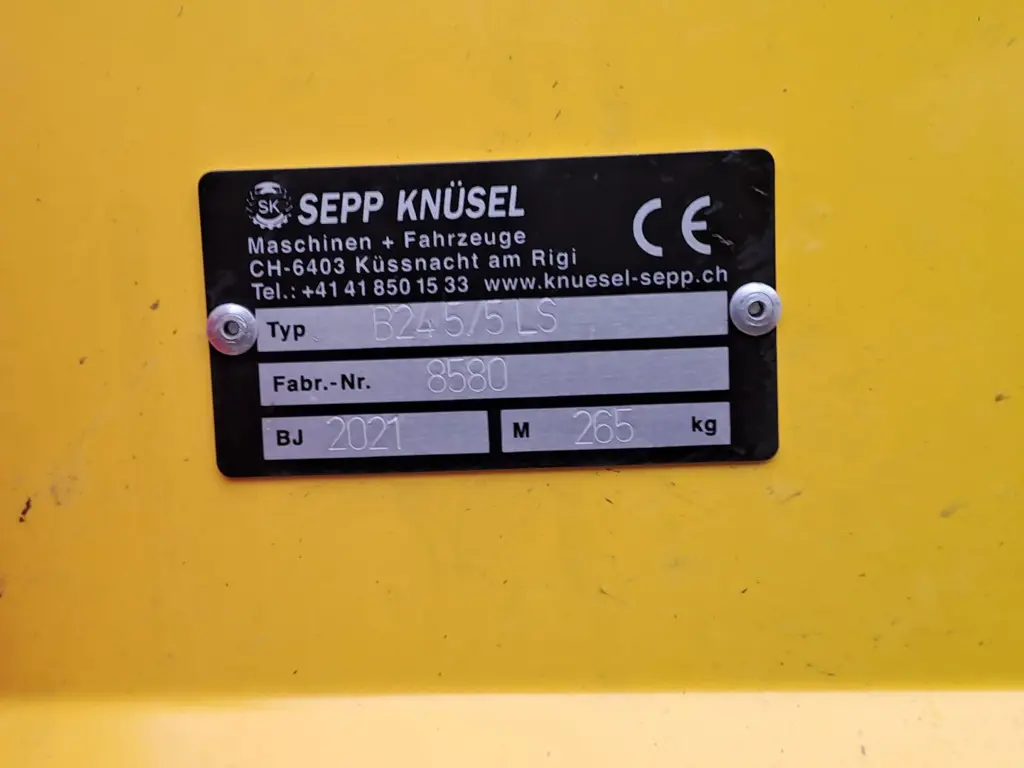 SK SEPP KNÜSEL
CE
Maschinen + Fahrzeuge
CH-6403 Küssnacht am Rigi
Tel.: +41 41 850 15 33 www.knuesel-sepp.ch
Typ B24 5/5 LS
Fabr.-Nr. 8580
BJ 2021 M 265 kg